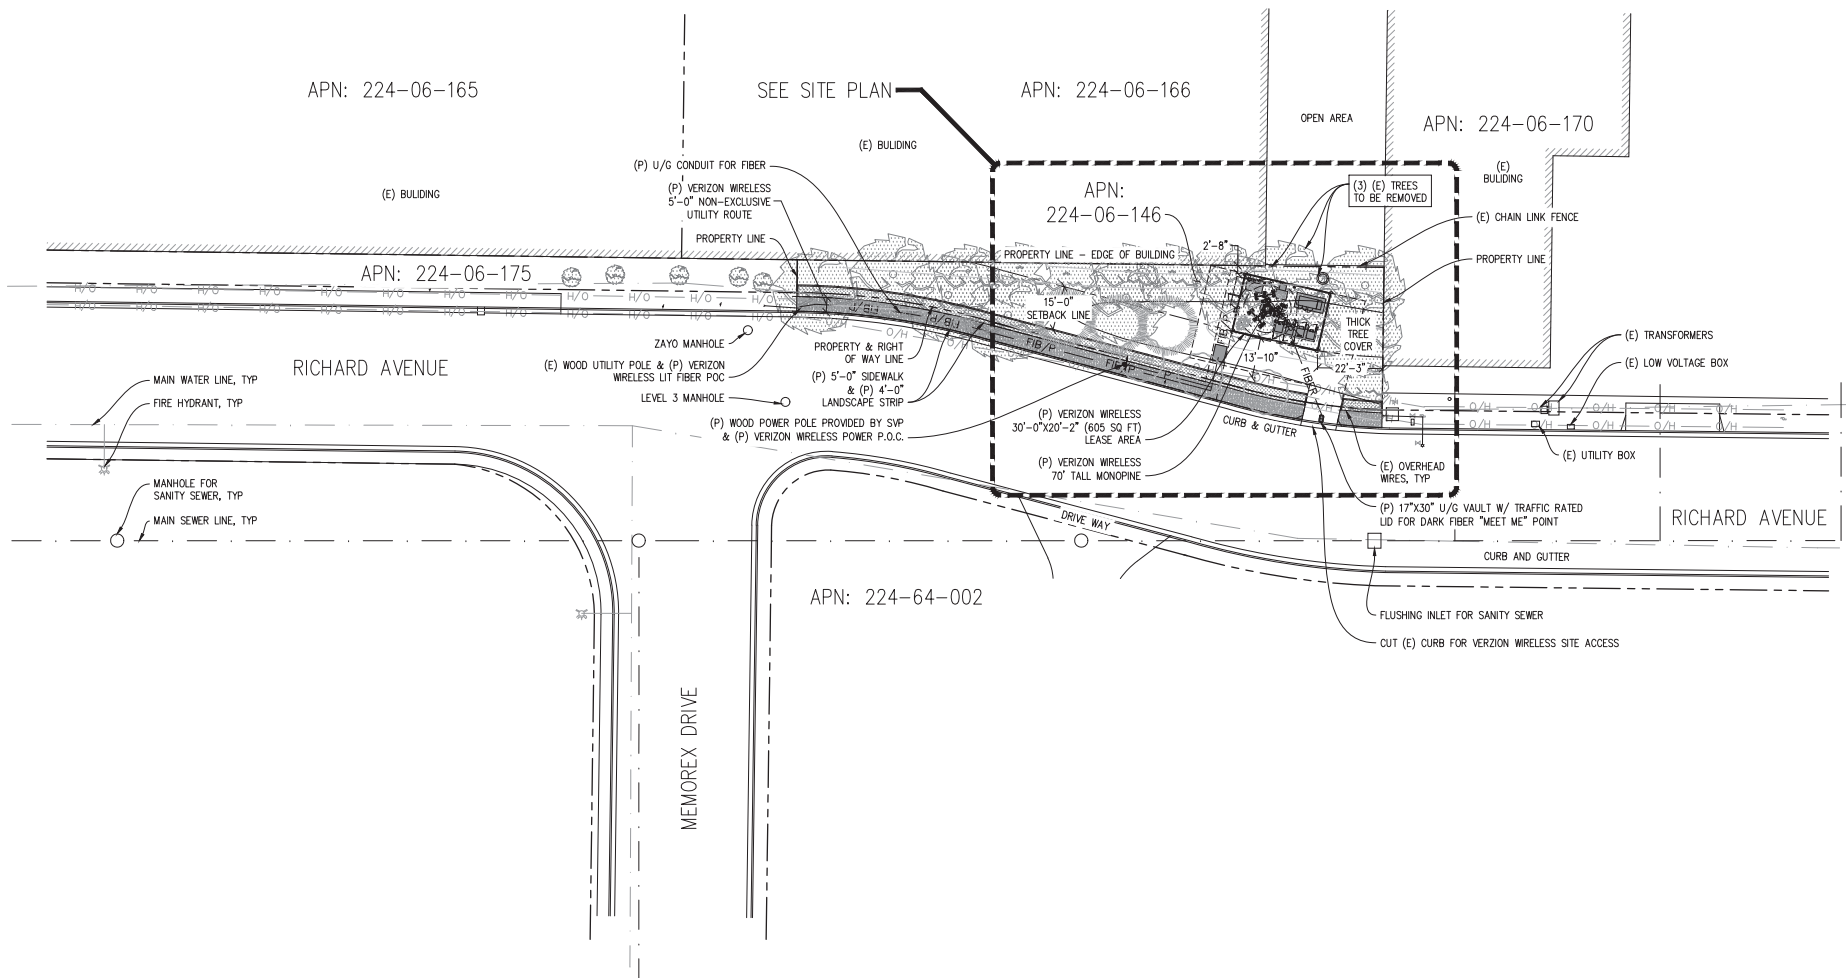 APN: 224-06-165
SEE SITE PLAN
APN: 224-06-166
OPEN AREA
APN: 224-06-170
(E) BULIDING
(E)
BULIDING
(E) BULIDING
(P) U/G CONDUIT FOR FIBER
(P) VERIZON WIRELESS
5'-0" NON-EXCLUSIVE
UTILITY ROUTE
PROPERTY LINE
APN:
224-06-146
(3) (E) TREES
TO BE REMOVED
(E) CHAIN LINK FENCE
2'-8"
PROPERTY LINE - EDGE OF BUILDING
PROPERTY LINE
APN: 224-06-175
H/O H/O H/O H/O H/O H/O H/O H/O H/O
H/O H/O H/O H/O H/O H/O H/O H/O H/O
15'-0"
SETBACK LINE
FIB/P
FIB/P
FIB/P
FIB/P
FIB/P
O/H
THICK
TREE
COVER
13'-10"
22'-3"
FIBER
O/H
ZAYO MANHOLE
PROPERTY & RIGHT
OF WAY LINE
(E) WOOD UTILITY POLE & (P) VERIZON
WIRELESS LIT FIBER POC
(P) 5'-0" SIDEWALK
& (P) 4'-0"
LANDSCAPE STRIP
LEVEL 3 MANHOLE
RICHARD AVENUE
MAIN WATER LINE, TYP
FIRE HYDRANT, TYP
(E) TRANSFORMERS
(E) LOW VOLTAGE BOX
O/H O/H O/H O/H O/H
O/H O/H O/H O/H O/H
(P) WOOD POWER POLE PROVIDED BY SVP
& (P) VERIZON WIRELESS POWER P.O.C.
(P) VERIZON WIRELESS
30'-0"X20'-2" (605 SQ FT)
LEASE AREA
CURB & GUTTER
(E) UTILITY BOX
(P) VERIZON WIRELESS
70' TALL MONOPINE
(E) OVERHEAD
WIRES, TYP
MANHOLE FOR
SANITY SEWER, TYP
MAIN SEWER LINE, TYP
DRIVE WAY
(P) 17"X30" U/G VAULT W/ TRAFFIC RATED
LID FOR DARK FIBER "MEET ME" POINT
RICHARD AVENUE
CURB AND GUTTER
APN: 224-64-002
FLUSHING INLET FOR SANITY SEWER
CUT (E) CURB FOR VERZION WIRELESS SITE ACCESS
MEMOREX DRIVE